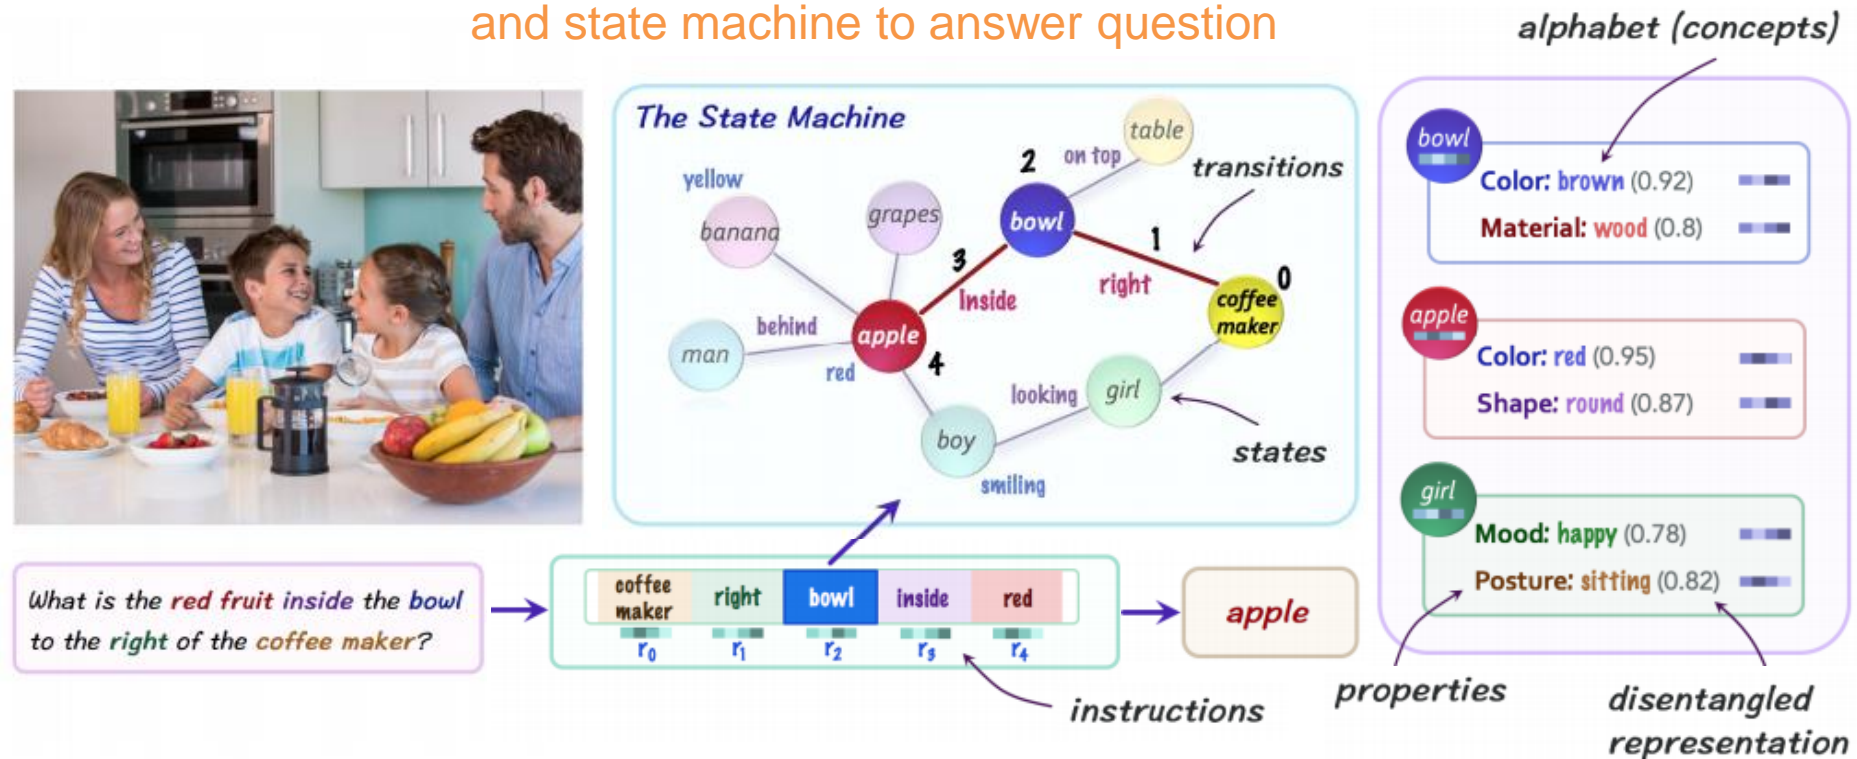 and state machine to answer question
alphabet (concepts)
The State Machine
table
2
on top
transitions
yellow
banana
grapes
bowl
1
3
right
0
coffee
maker
Inside
behind
man
apple
red
4
looking
girl
boy
states
smiling
bowl
Color: brown (0.92)
Material: wood (0.8)
apple
Color: red (0.95)
Shape: round (0.87)
girl
Mood: happy (0.78)
Posture: sitting (0.82)
What is the red fruit inside the bowl
to the right of the coffee maker?
coffee
maker
right
bowl
inside
red
r0
r1
r2
r3
r4
apple
instructions
properties
disentangled
representation